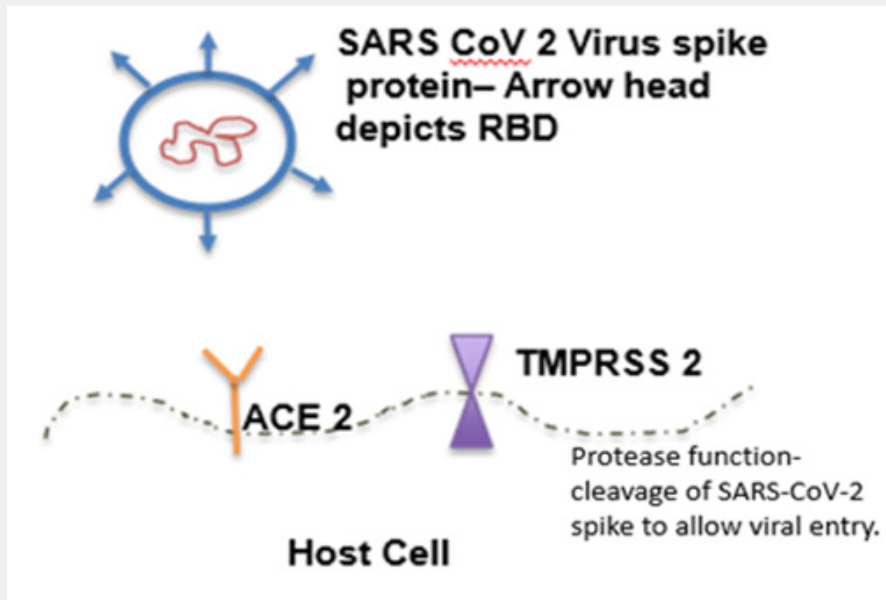 SARS CoV 2 Virus spike
protein– Arrow head
depicts RBD
TMPRSS 2
ACE 2
Protease function-
cleavage of SARS-CoV-2
spike to allow viral entry.
Host Cell